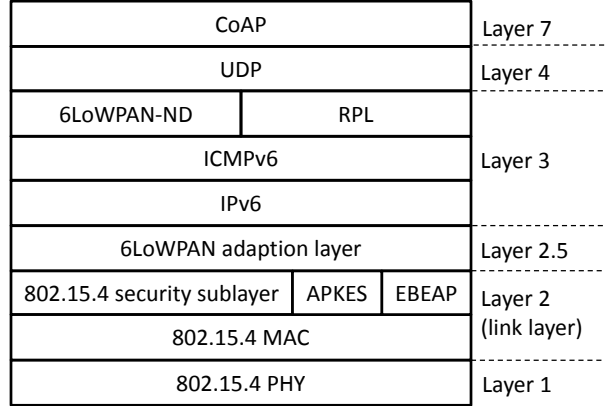 CoAP Layer 7
UDP Layer 4
6LoWPAN-ND RPL
ICMPv6 Layer 3
IPv6
6LoWPAN adaption layer Layer 2.5
802.15.4 security sublayer APKES EBEAP Layer 2
(link layer)
802.15.4 MAC
802.15.4 PHY Layer 1